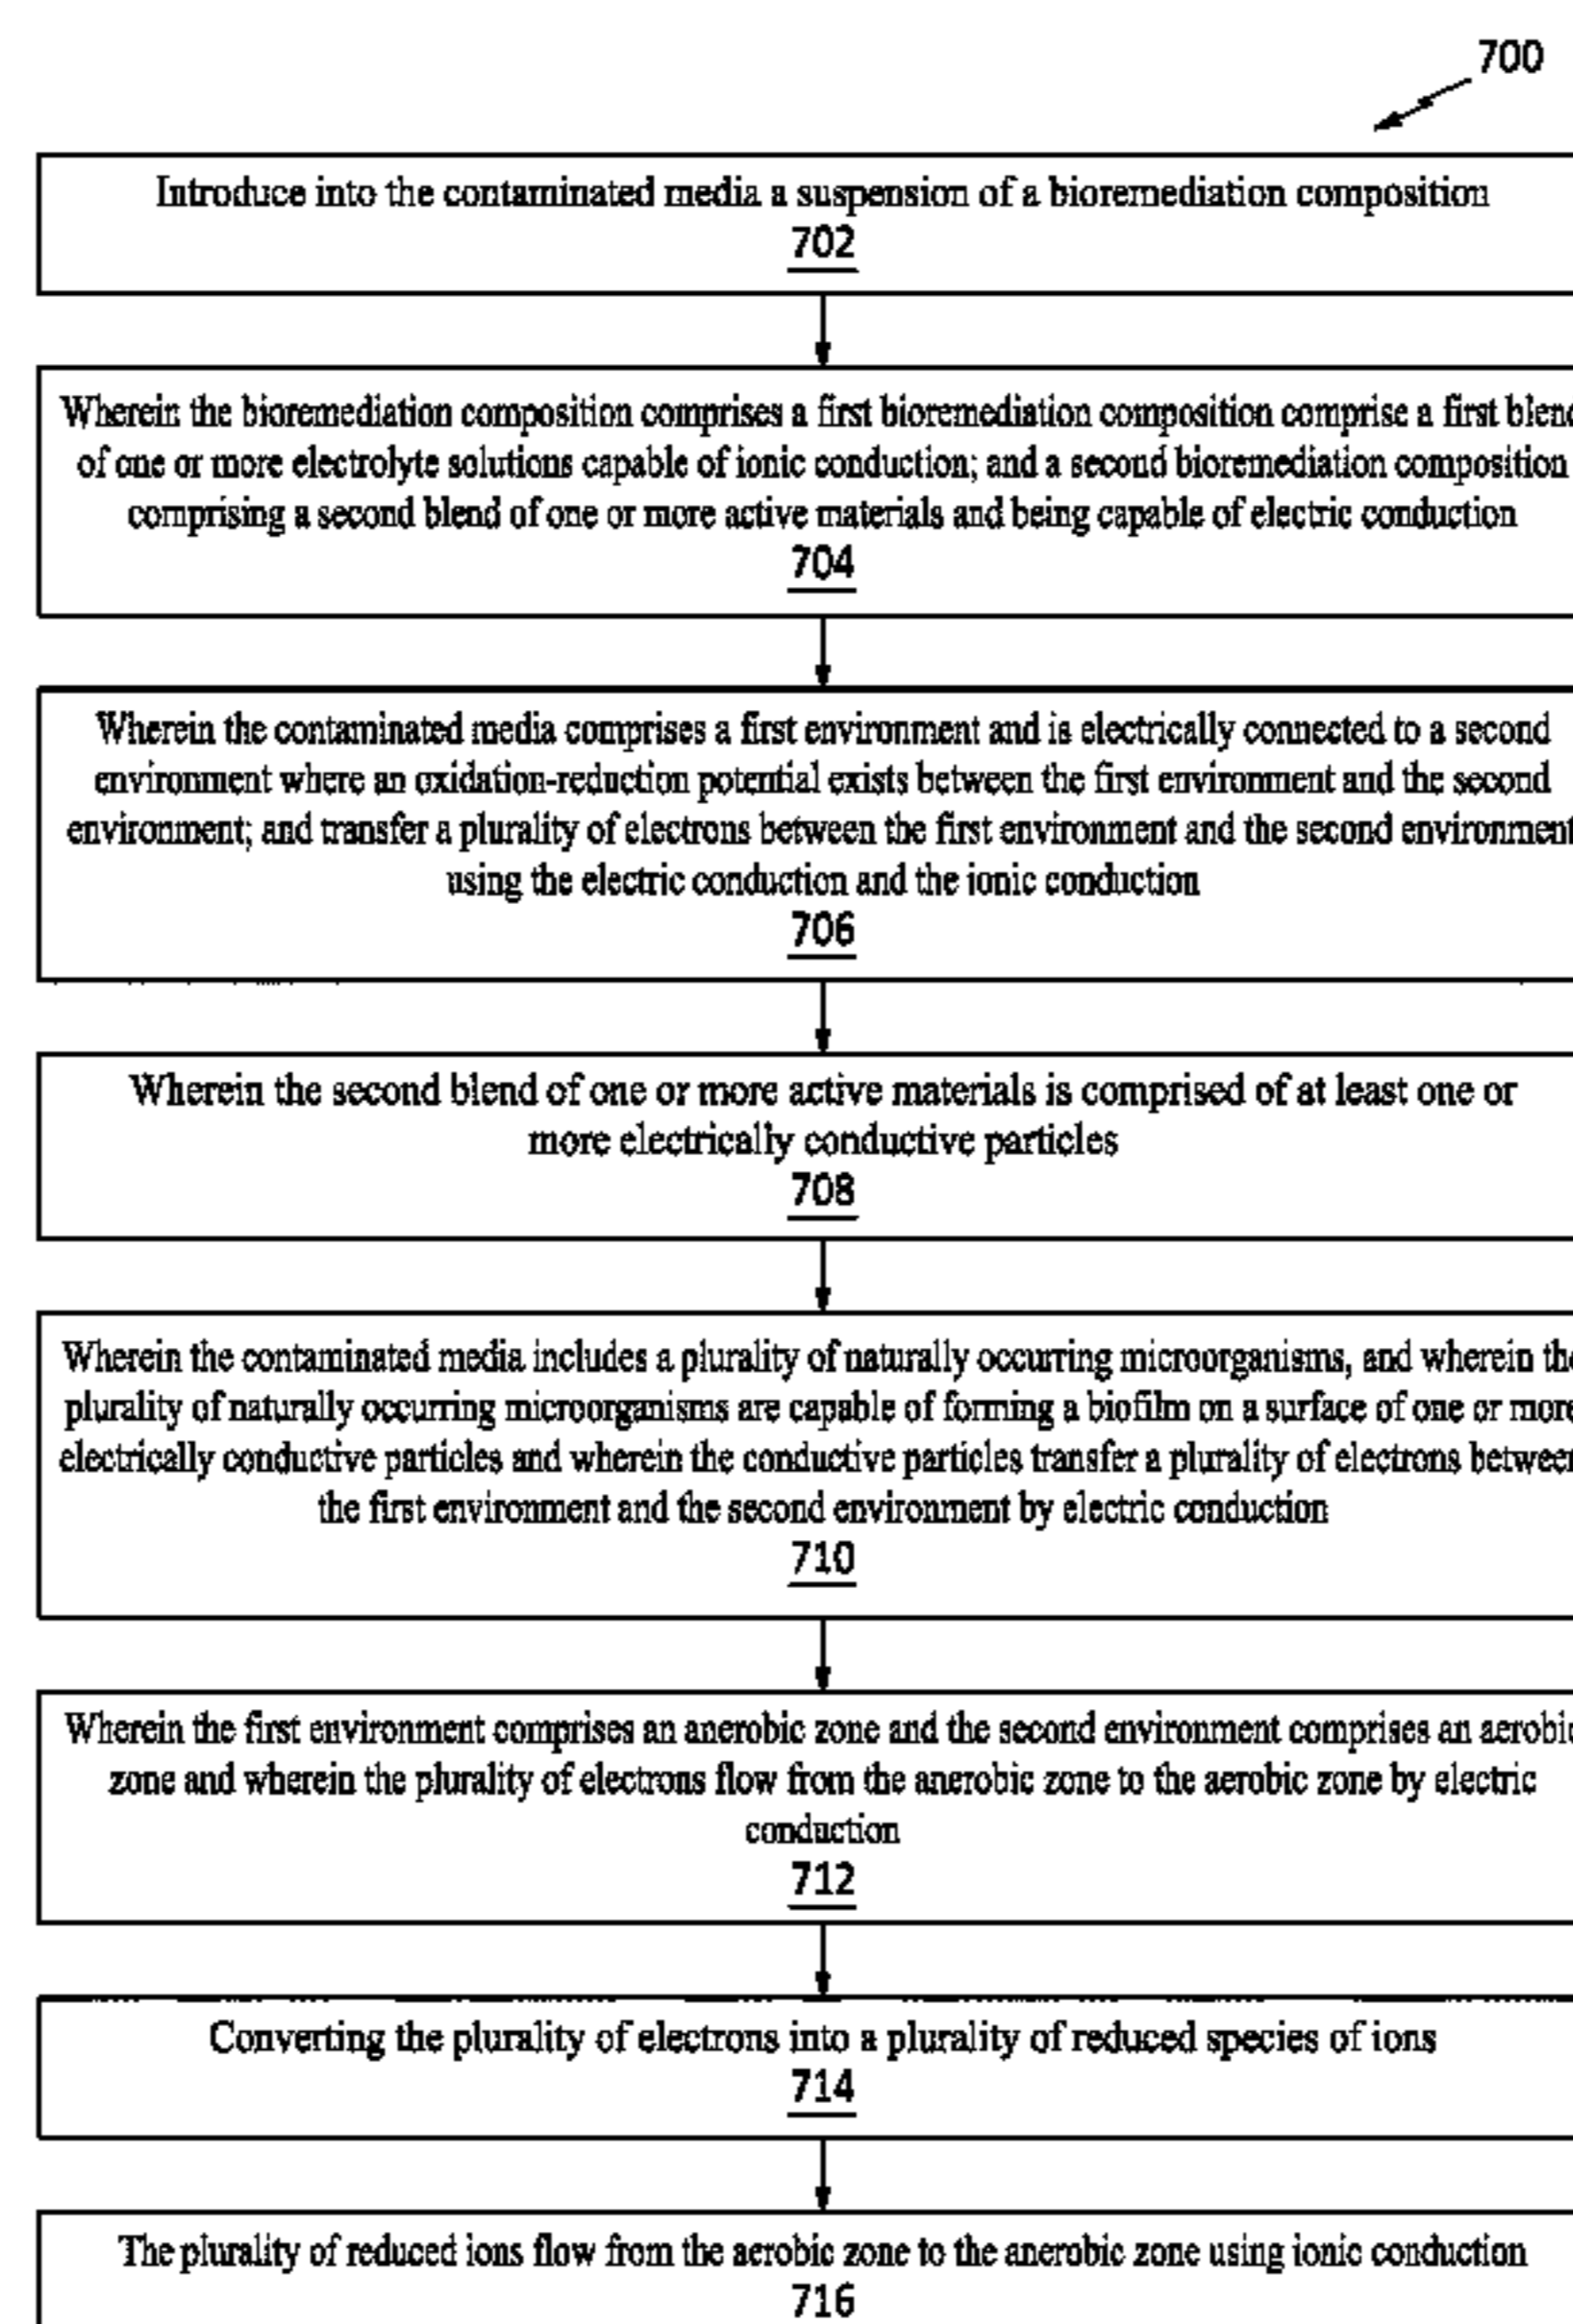 700
Introduce into the contaminated media a suspension of a bioremediation composition
702
Wherein the bioremediation composition comprises a first bioremediation composition comprise a first blend
of one or more electrolyte solutions capable of ionic conduction; and a second bioremediation composition
comprising a second blend of one or more active materials and being capable of electric conduction
704
Wherein the contaminated media comprises a first environment and is electrically connected to a second
environment where an oxidation-reduction potential exists between the first environment and the second
environment; and transfer a plurality of electrons between the first environment and the second environment
using the electric conduction and the ionic conduction
706
Wherein the second blend of one or more active materials is comprised of at least one or
more electrically conductive particles
708
Wherein the contaminated media includes a plurality of naturally occurring microorganisms, and wherein the
plurality of naturally occurring microorganisms are capable of forming a biofilm on a surface of one or more
electrically conductive particles and wherein the conductive particles transfer a plurality of electrons between
the first environment and the second environment by electric conduction
710
Wherein the first environment comprises an anerobic zone and the second environment comprises an aerobic
zone and wherein the plurality of electrons flow from the anerobic zone to the aerobic zone by electric
conduction
712
Converting the plurality of electrons into a plurality of reduced species of ions
714
The plurality of reduced ions flow from the aerobic zone to the anerobic zone using ionic conduction
716